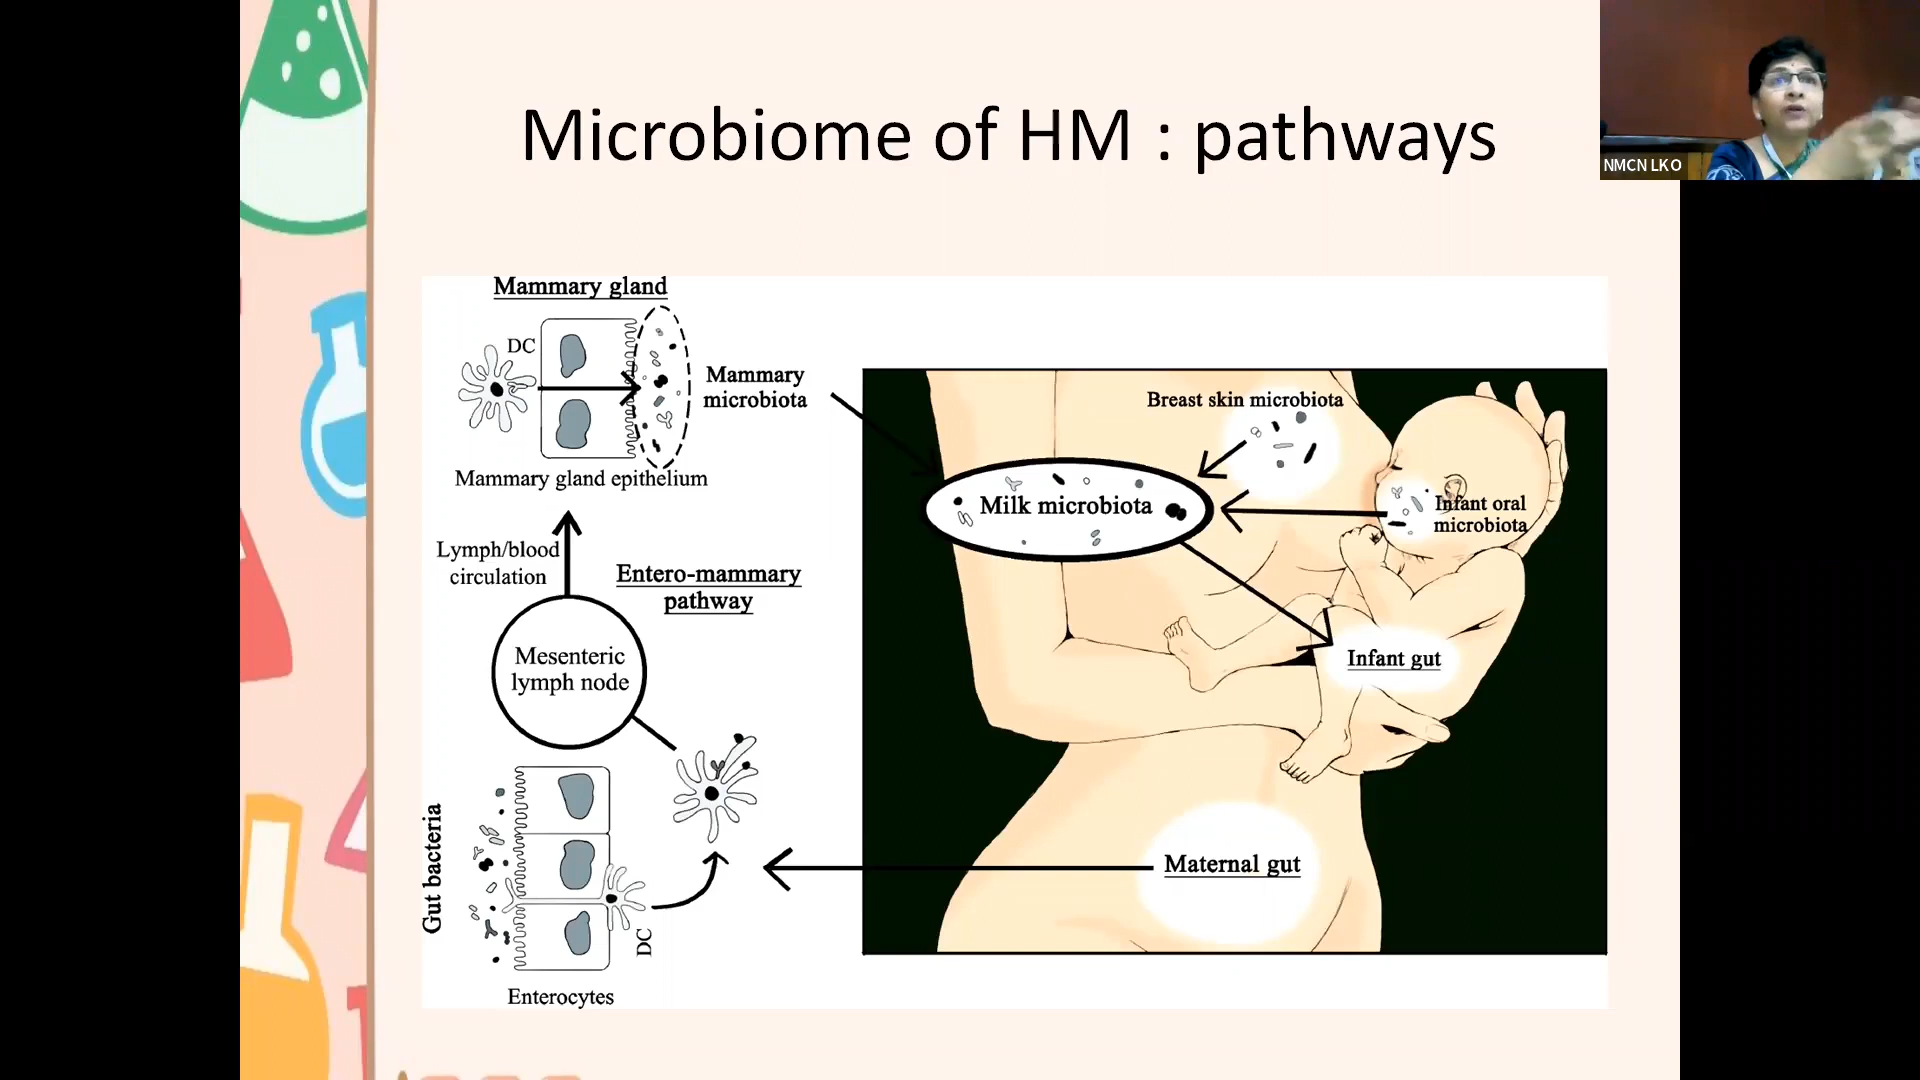 Microbiome of HM : pathways
NMCN LKO
Mammary gland
DC
Mammary
microbiota
Mammary gland epithelium
Lymph/blood
circulation
Entero-mammary
pathway
Mesenteric
lymph node
Gut bacteria
DC
Enterocytes
Breast skin microbiota
Milk microbiota
Infant oral
microbiota
Infant gut
Maternal gut